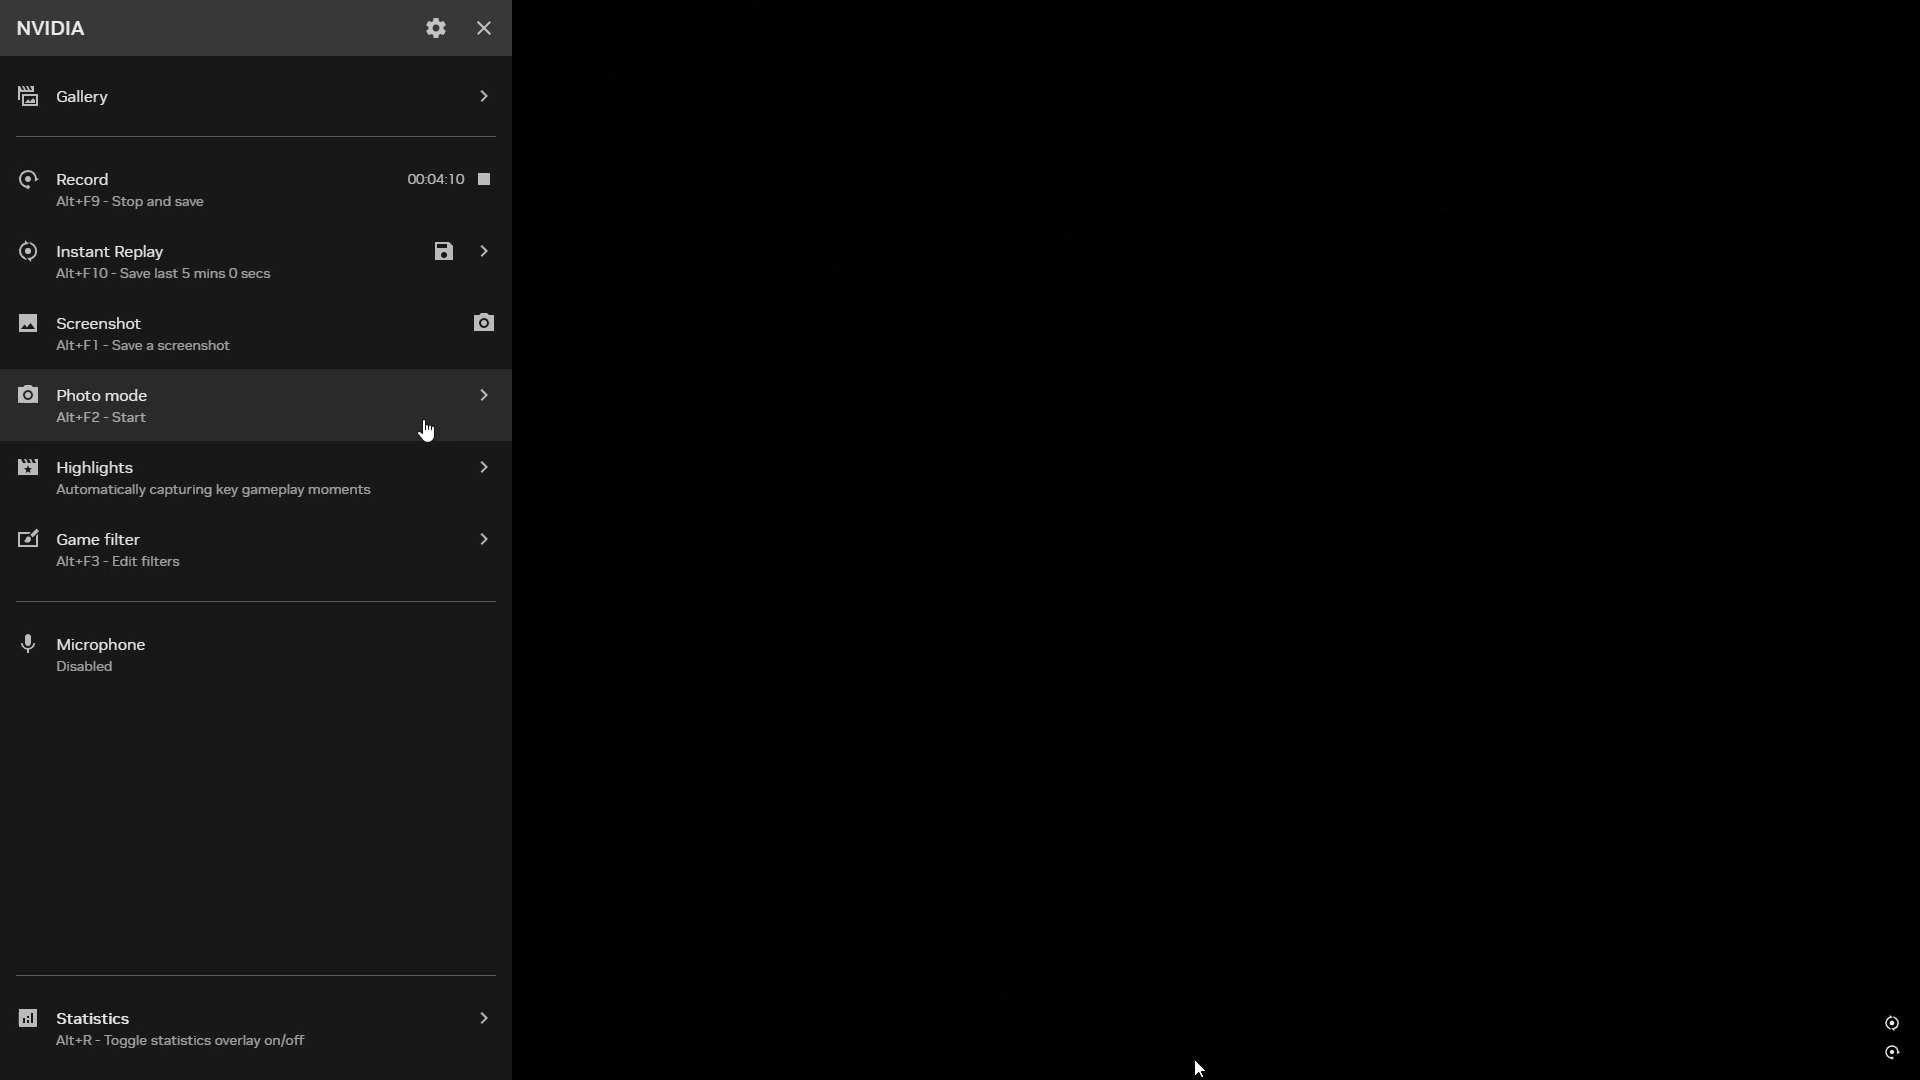 NVIDIA
Gallery
Record
00:04:10
Alt+F9 - Stop and save
Instant Replay
Alt+F10 - Save last 5 mins 0 secs
Screenshot
Alt+F1 - Save a screenshot
Photo mode
Alt+F2 - Start
Highlights
Automatically capturing key gameplay moments
Game filter
Alt+F3 - Edit filters
Microphone
Disabled
Statistics
Alt+R - Toggle statistics overlay on/off